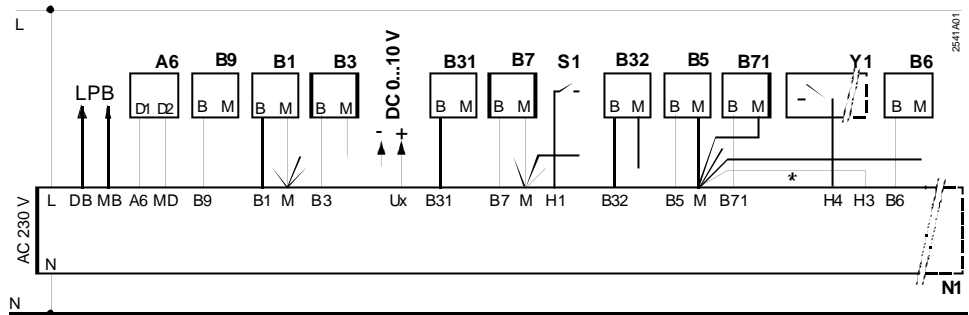 L
2541A01
DC 0...10 V
A6 B9 B1 B3 B31 B7 S1 B32 B5 B71 Y1 B6
LPB
D1 D2 B M B M B M B M B M B M B M B M - B M
- +
*
L DB MB A6 MD B9 B1 M B3 Ux B31 B7 M H1 B32 B5 M B71 H4 H3 B6
AC 230 V
N
N1
N